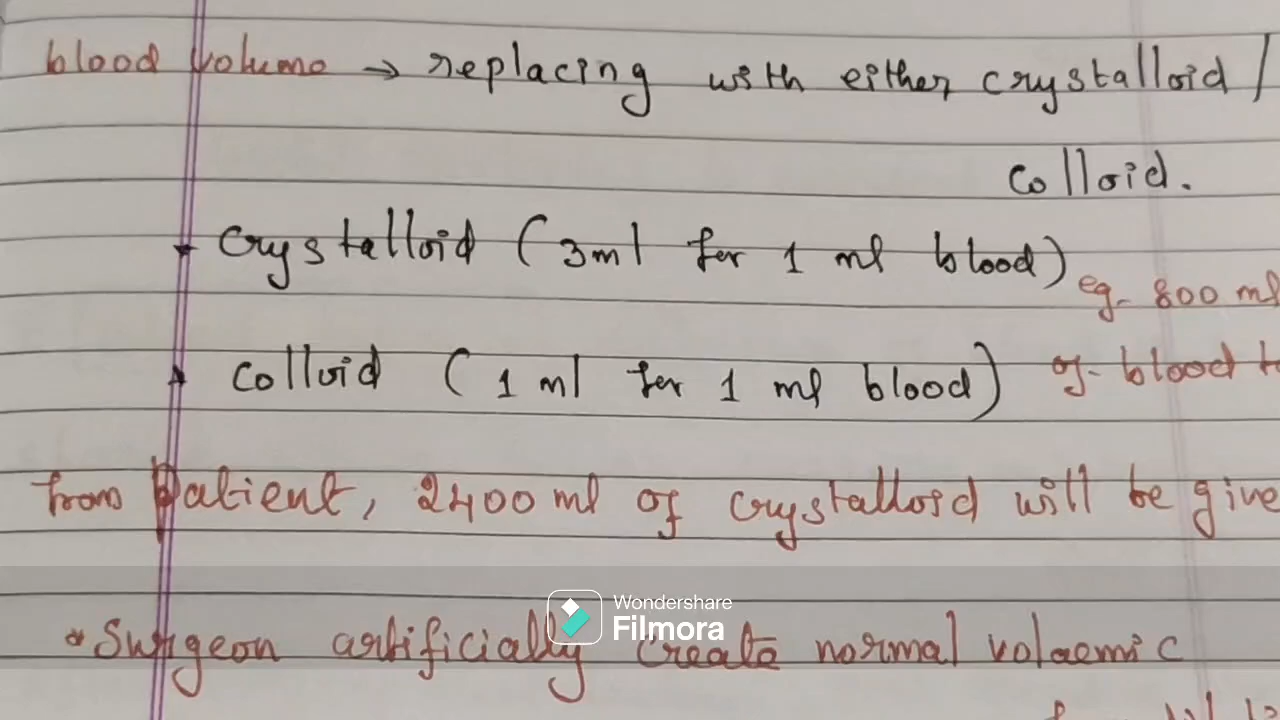 blood volume → replacing with either crystalloid /
colloid.
* Crystalloid (3ml for 1 ml blood)
eg- 800 ml
* Colloid (1 ml for 1 ml blood) of blood t
from patient, 2400 ml of crystalloid will be give
Wondershare
Filmora
* Surgeon artificially create normal volaemic